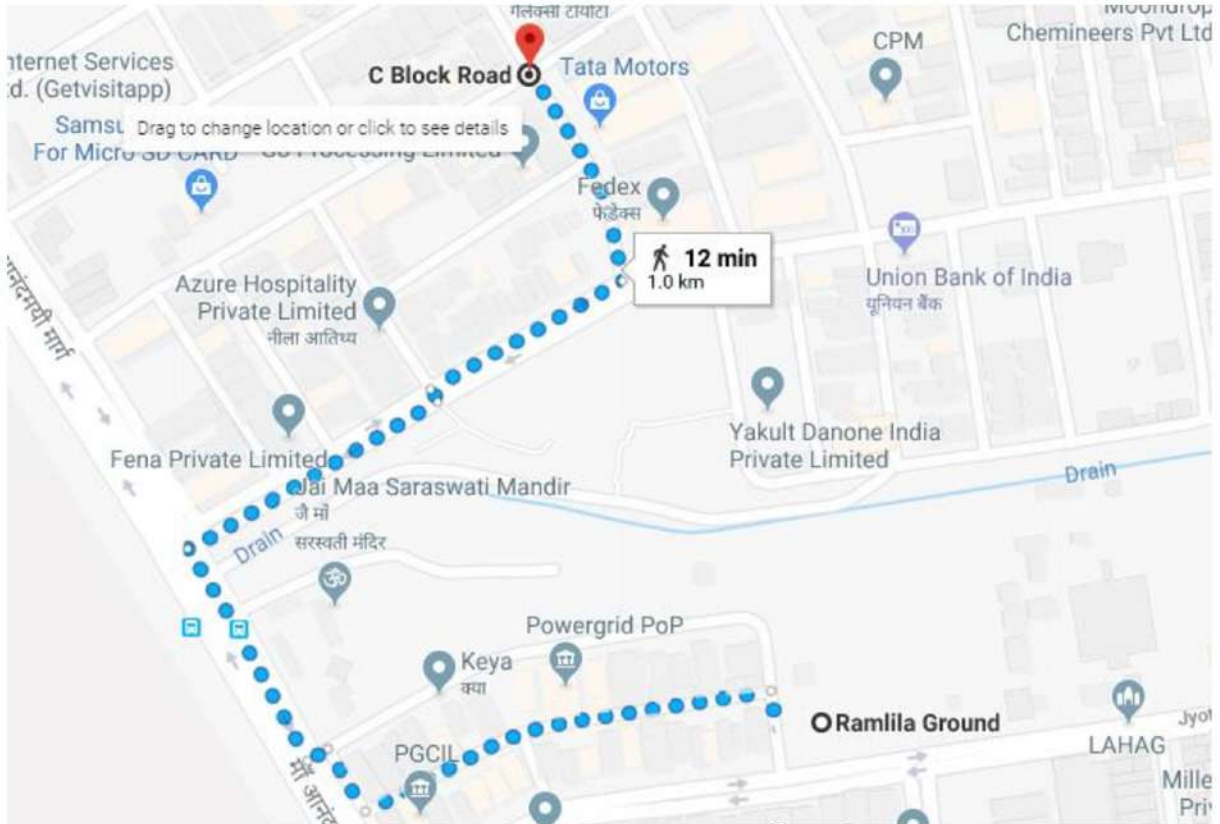 गैलेक्सी टोयोटा
Chemineers Pvt Ltd
CPM
nternet Services
d. (Getvisitapp)
C Block Road
Tata Motors
Drag to change location or click to see details
For Micro SD CARD
Processing Limited
Fedex
फेडेक्स
12 min
1.0 km
Union Bank of India
यूनियन बैंक
Azure Hospitality
Private Limited
नीला आतिथ्य
Yakult Danone India
Private Limited
Fena Private Limited
Drain
Jai Maa Saraswati Mandir
जै माँ
सरस्वती मंदिर
Drain
Powergrid PoP
Keya
क्या
Ramlila Ground
LAHAG
PGCIL